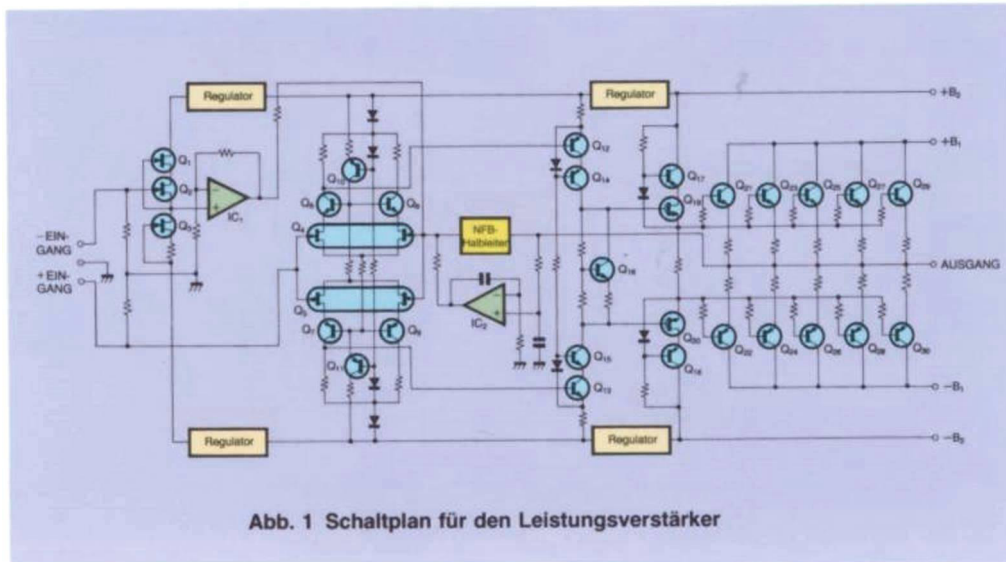 Regulator
Regulator
+B₂
+B₁
Q₁
Q₂
Q₃
IC₁
Q₁₀
Q₈
Q₆
Q₄
Q₅
Q₇
Q₉
Q₁₁
NFB-
Halbleiter
IC₂
Q₁₂
Q₁₄
Q₁₆
Q₁₅
Q₁₃
Q₁₇
Q₁₉
Q₂₀
Q₁₈
Q₂₁
Q₂₃
Q₂₅
Q₂₇
Q₂₉
Q₂₂
Q₂₄
Q₂₆
Q₂₈
Q₃₀
−EIN-
GANG
+EIN-
GANG
AUSGANG
−B₁
−B₂
Regulator
Regulator
Abb. 1 Schaltplan für den Leistungsverstärker